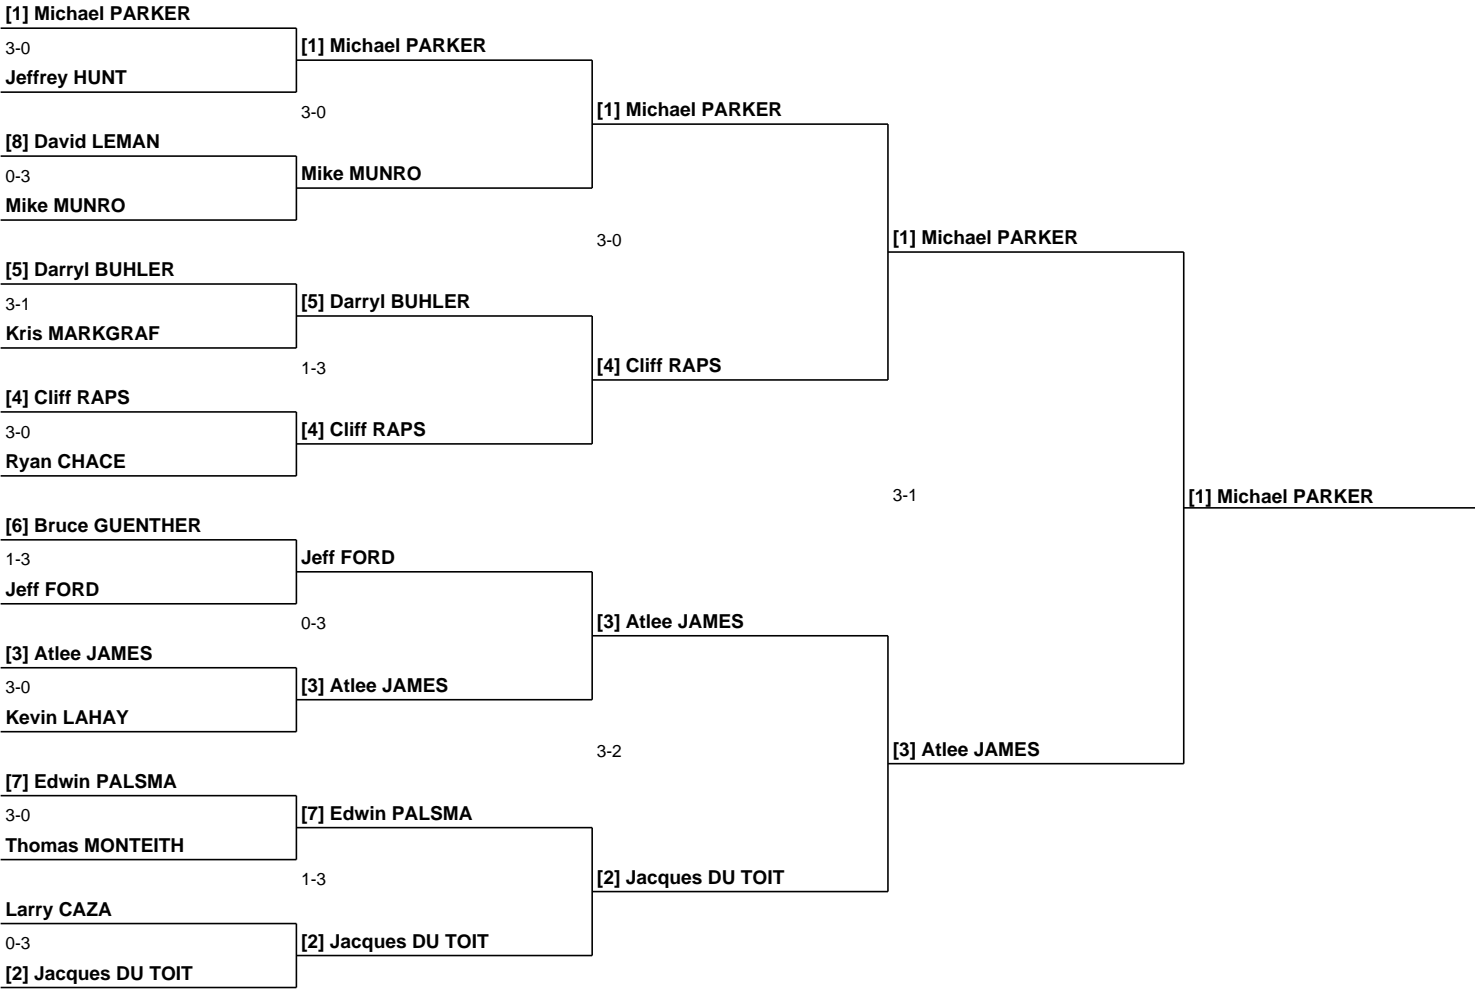 [1] Michael PARKER
3-0
Jeffrey HUNT
[8] David LEMAN
0-3
Mike MUNRO
[5] Darryl BUHLER
3-1
Kris MARKGRAF
[4] Cliff RAPS
3-0
Ryan CHACE
[6] Bruce GUENTHER
1-3
Jeff FORD
[3] Atlee JAMES
3-0
Kevin LAHAY
[7] Edwin PALSMA
3-0
Thomas MONTEITH
Larry CAZA
0-3
[2] Jacques DU TOIT
[1] Michael PARKER
3-0
Mike MUNRO
[5] Darryl BUHLER
1-3
[4] Cliff RAPS
Jeff FORD
0-3
[3] Atlee JAMES
[7] Edwin PALSMA
1-3
[2] Jacques DU TOIT
[1] Michael PARKER
3-0
[4] Cliff RAPS
[3] Atlee JAMES
3-2
[2] Jacques DU TOIT
[1] Michael PARKER
3-1
[3] Atlee JAMES
[1] Michael PARKER